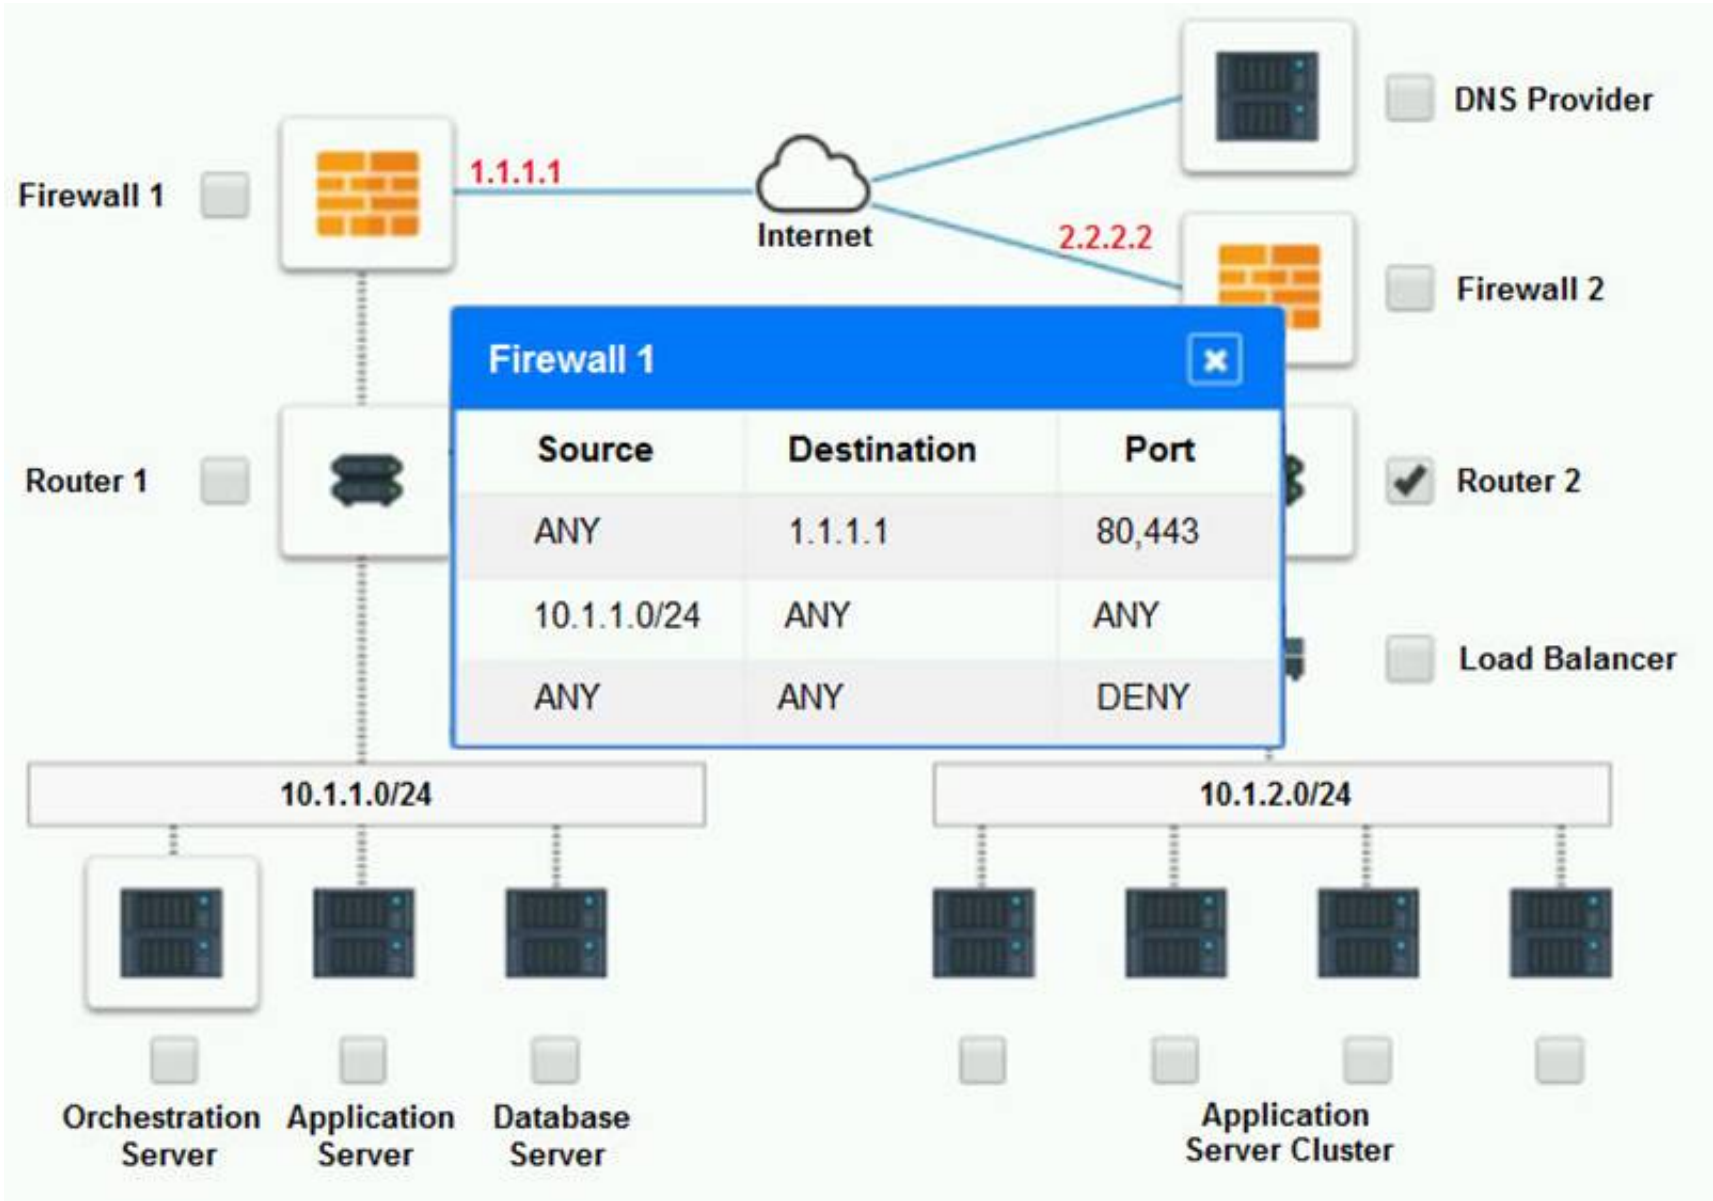 DNS Provider
Firewall 1
1.1.1.1
Internet
2.2.2.2
Firewall 2
Firewall 1
Source Destination Port
ANY 1.1.1.1 80,443
10.1.1.0/24 ANY ANY
ANY ANY DENY
Router 1
Router 2
Load Balancer
10.1.1.0/24
10.1.2.0/24
Orchestration
Server
Application
Server
Database
Server
Application
Server Cluster